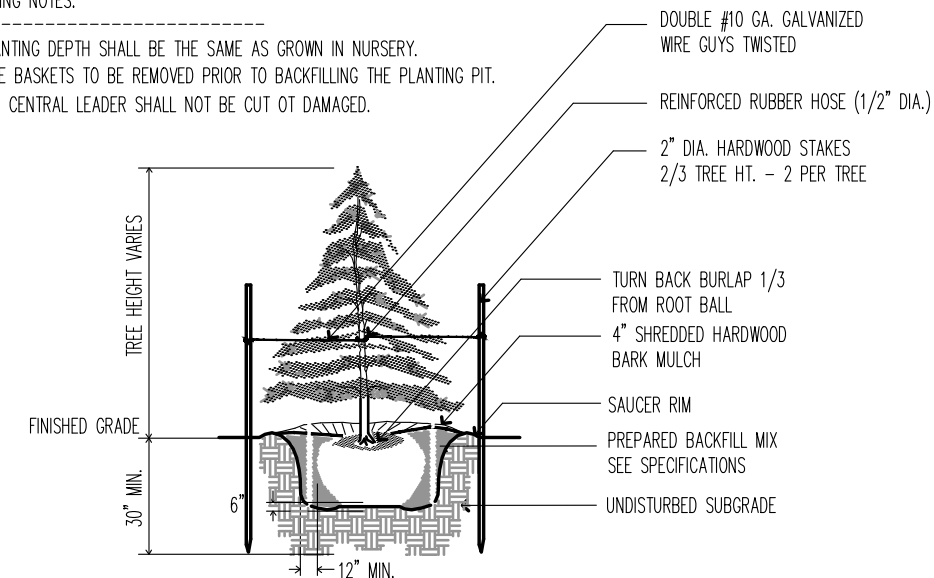 NOTES.
DEPTH SHALL BE THE SAME AS GROWN IN NURSERY.
BASKETS TO BE REMOVED PRIOR TO BACKFILLING THE PLANTING PIT.
CENTRAL LEADER SHALL NOT BE CUT OT DAMAGED.
DOUBLE #10 GA. GALVANIZED
WIRE GUYS TWISTED
REINFORCED RUBBER HOSE (1/2" DIA.)
2" DIA. HARDWOOD STAKES
2/3 TREE HT. - 2 PER TREE
TREE HEIGHT VARIES
TURN BACK BURLAP 1/3
FROM ROOT BALL
4" SHREDDED HARDWOOD
BARK MULCH
SAUCER RIM
FINISHED GRADE
PREPARED BACKFILL MIX
SEE SPECIFICATIONS
30" MIN.
6"
UNDISTURBED SUBGRADE
12" MIN.